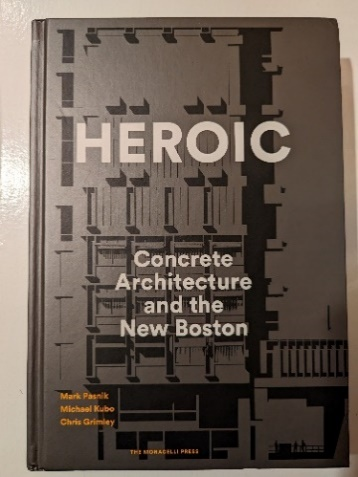 HEROIC
Concrete
Architecture
and the
New Boston
Mark Pasnik
Michael Kubo
Chris Grimley
THE MONACELLI PRESS